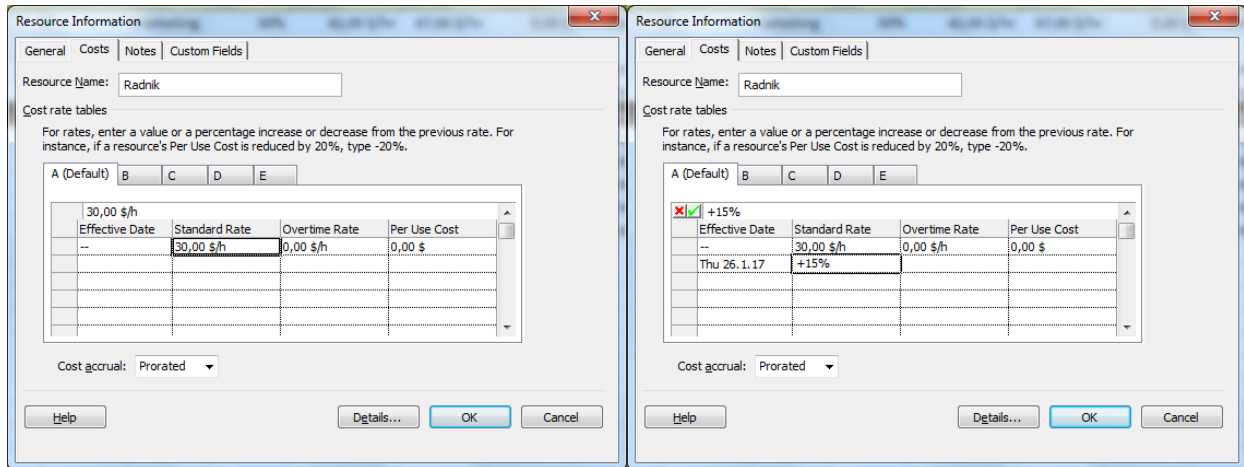 Resource Information
General Costs Notes Custom Fields
Resource Name: Radnik
Cost rate tables
For rates, enter a value or a percentage increase or decrease from the previous rate. For
instance, if a resource's Per Use Cost is reduced by 20%, type -20%.
A (Default) B C D E
30,00 $/h
Effective Date Standard Rate Overtime Rate Per Use Cost
-- 30,00 $/h 0,00 $/h 0,00 $
Cost accrual: Prorated
Help Details... OK Cancel
Resource Information
General Costs Notes Custom Fields
Resource Name: Radnik
Cost rate tables
For rates, enter a value or a percentage increase or decrease from the previous rate. For
instance, if a resource's Per Use Cost is reduced by 20%, type -20%.
A (Default) B C D E
+15%
Effective Date Standard Rate Overtime Rate Per Use Cost
-- 30,00 $/h 0,00 $/h 0,00 $
Thu 26.1.17 +15%
Cost accrual: Prorated
Help Details... OK Cancel